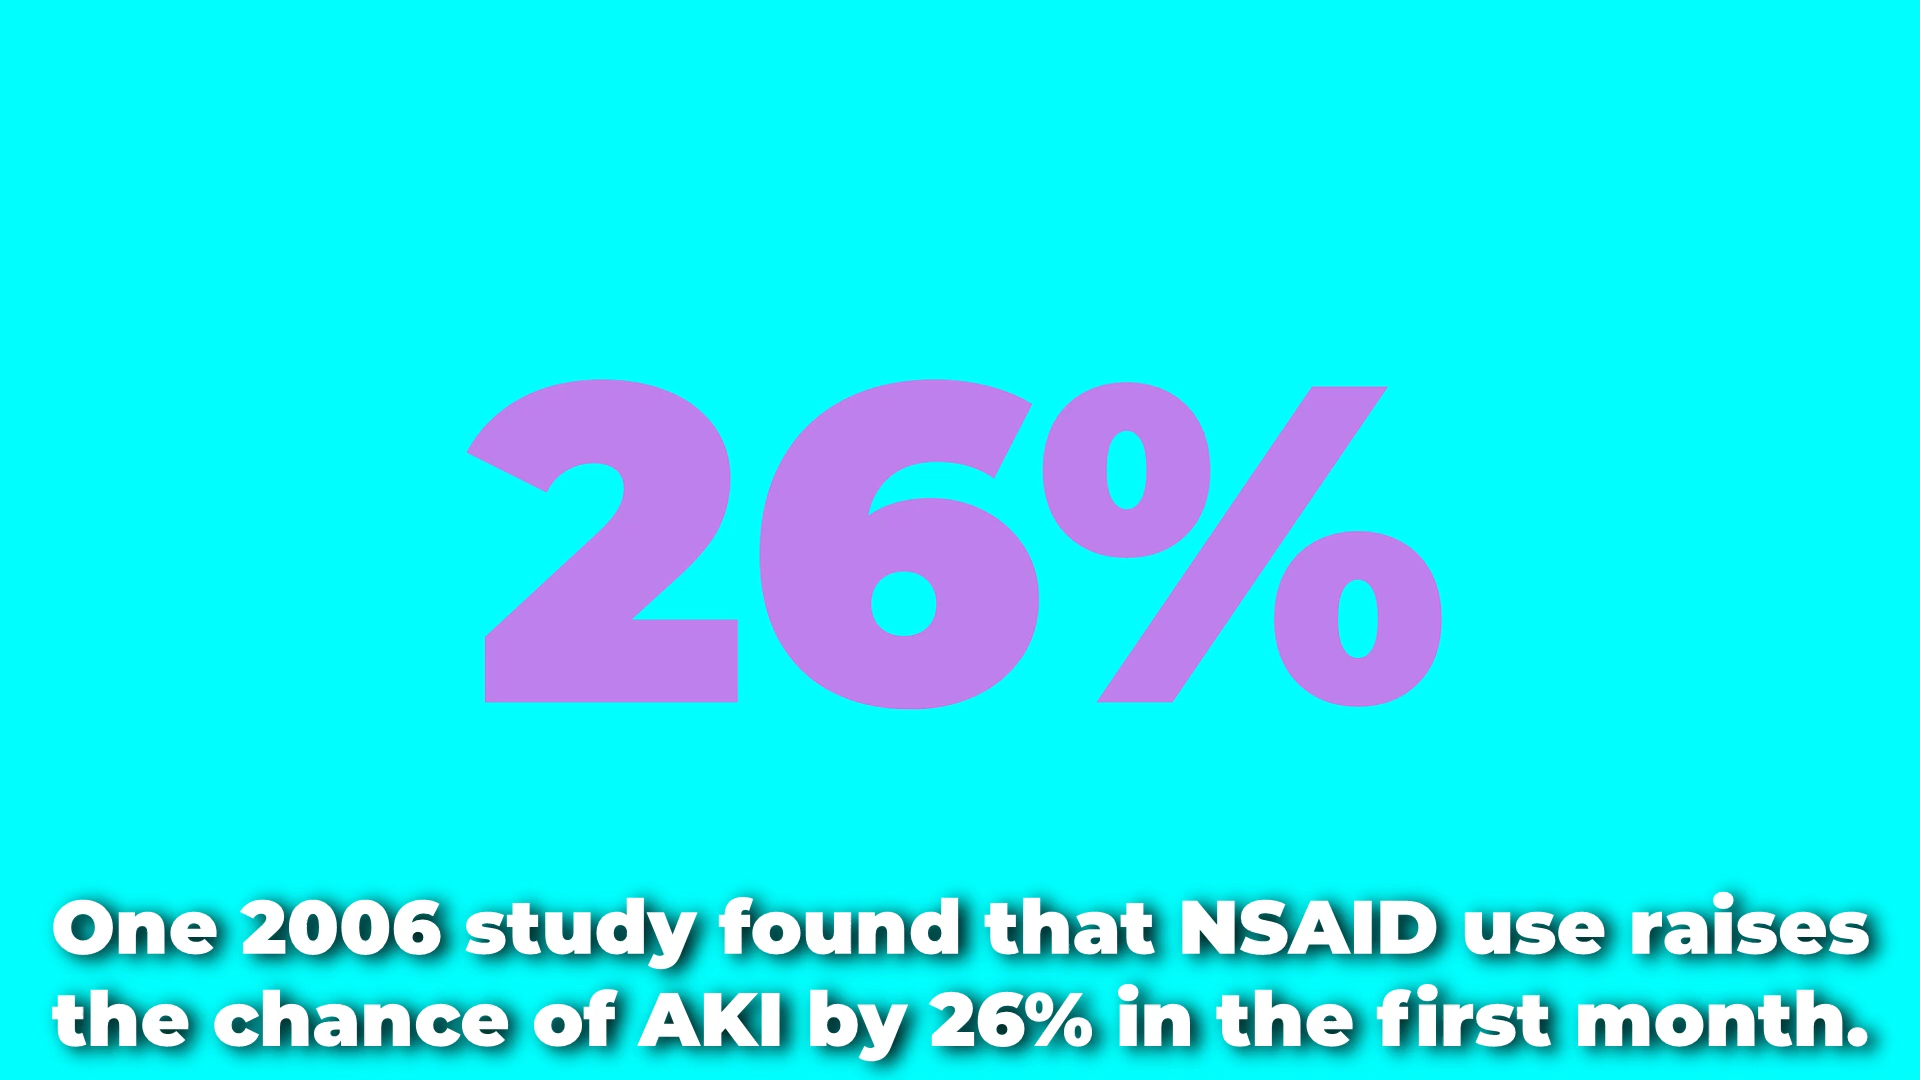 26%
One 2006 study found that NSAID use raises
the chance of AKI by 26% in the first month.